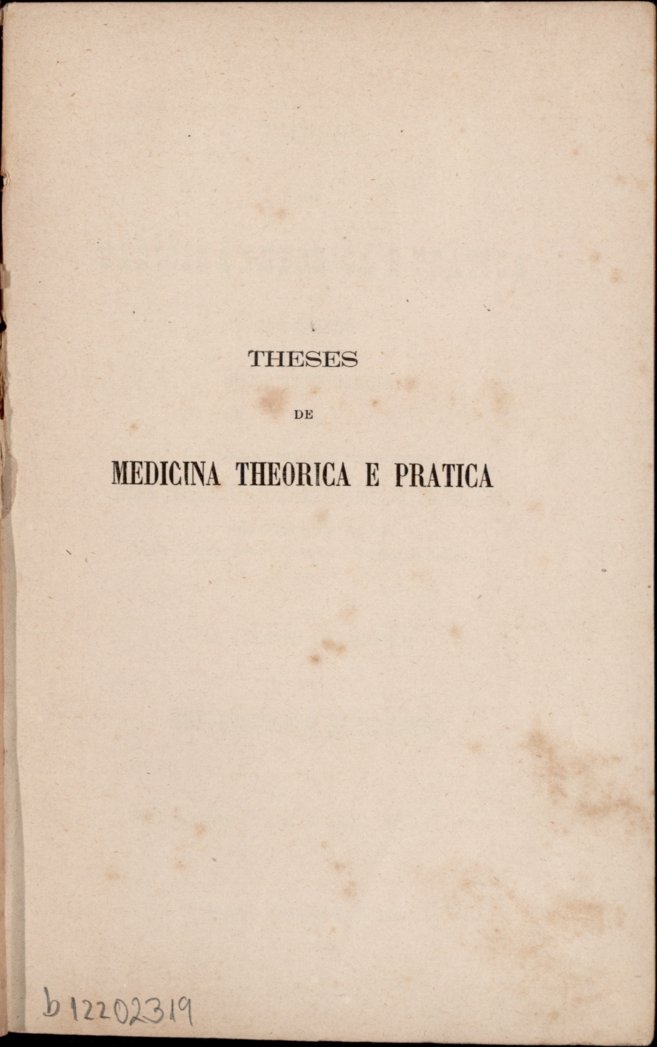 THESES
DE
MEDICINA THEORICA E PRATICA
b12202319